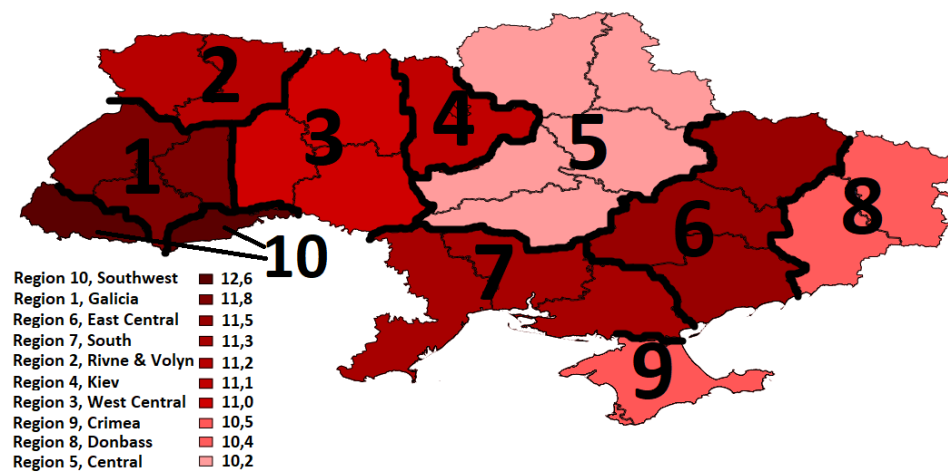 2
3
4
5
1
6
8
7
10
9
Region 10, Southwest 12,6
Region 1, Galicia 11,8
Region 6, East Central 11,5
Region 7, South 11,3
Region 2, Rivne & Volyn 11,2
Region 4, Kiev 11,1
Region 3, West Central 11,0
Region 9, Crimea 10,5
Region 8, Donbass 10,4
Region 5, Central 10,2